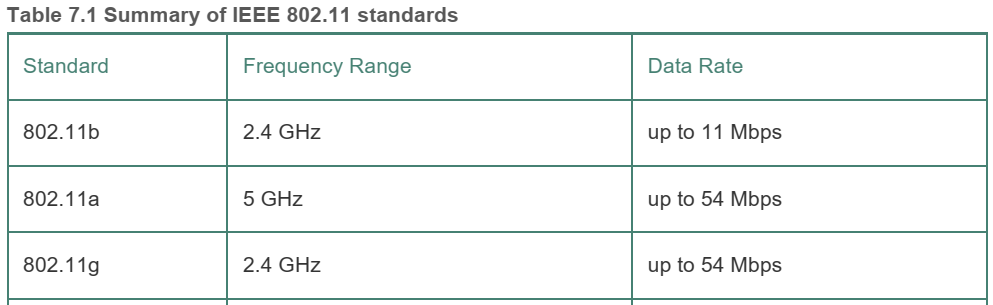 Table 7.1 Summary of IEEE 802.11 standards
Standard Frequency Range Data Rate
802.11b 2.4 GHz up to 11 Mbps
802.11a 5 GHz up to 54 Mbps
802.11g 2.4 GHz up to 54 Mbps